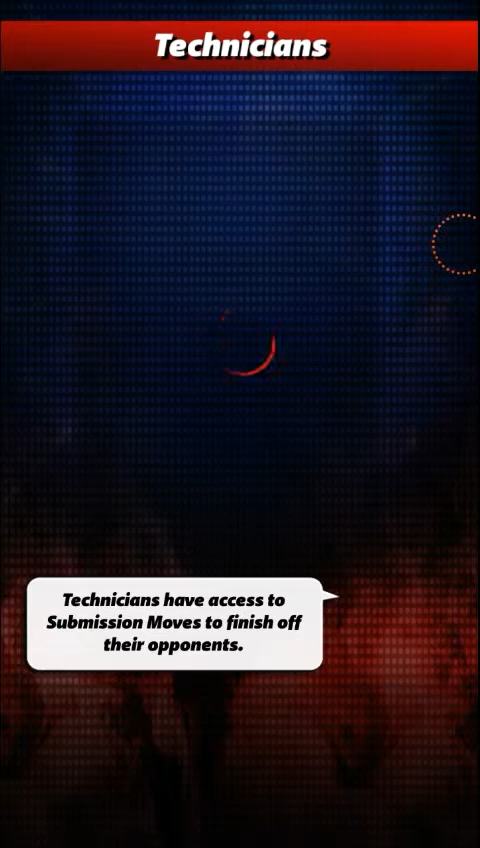 Technicians
Technicians have access to
Submission Moves to finish off
their opponents.